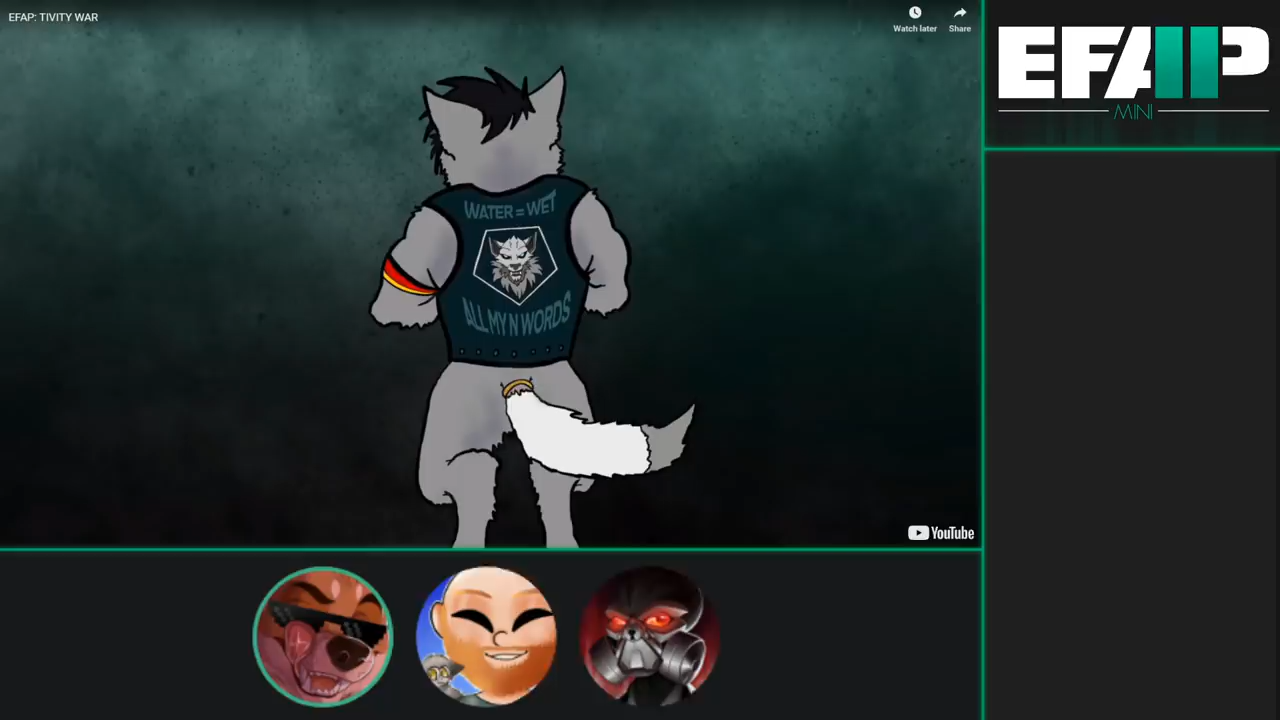 EFAP: TIVITY WAR
Watch later
Share
EFAP
MINI
WATER = WET
ALL MY N WORDS
YouTube